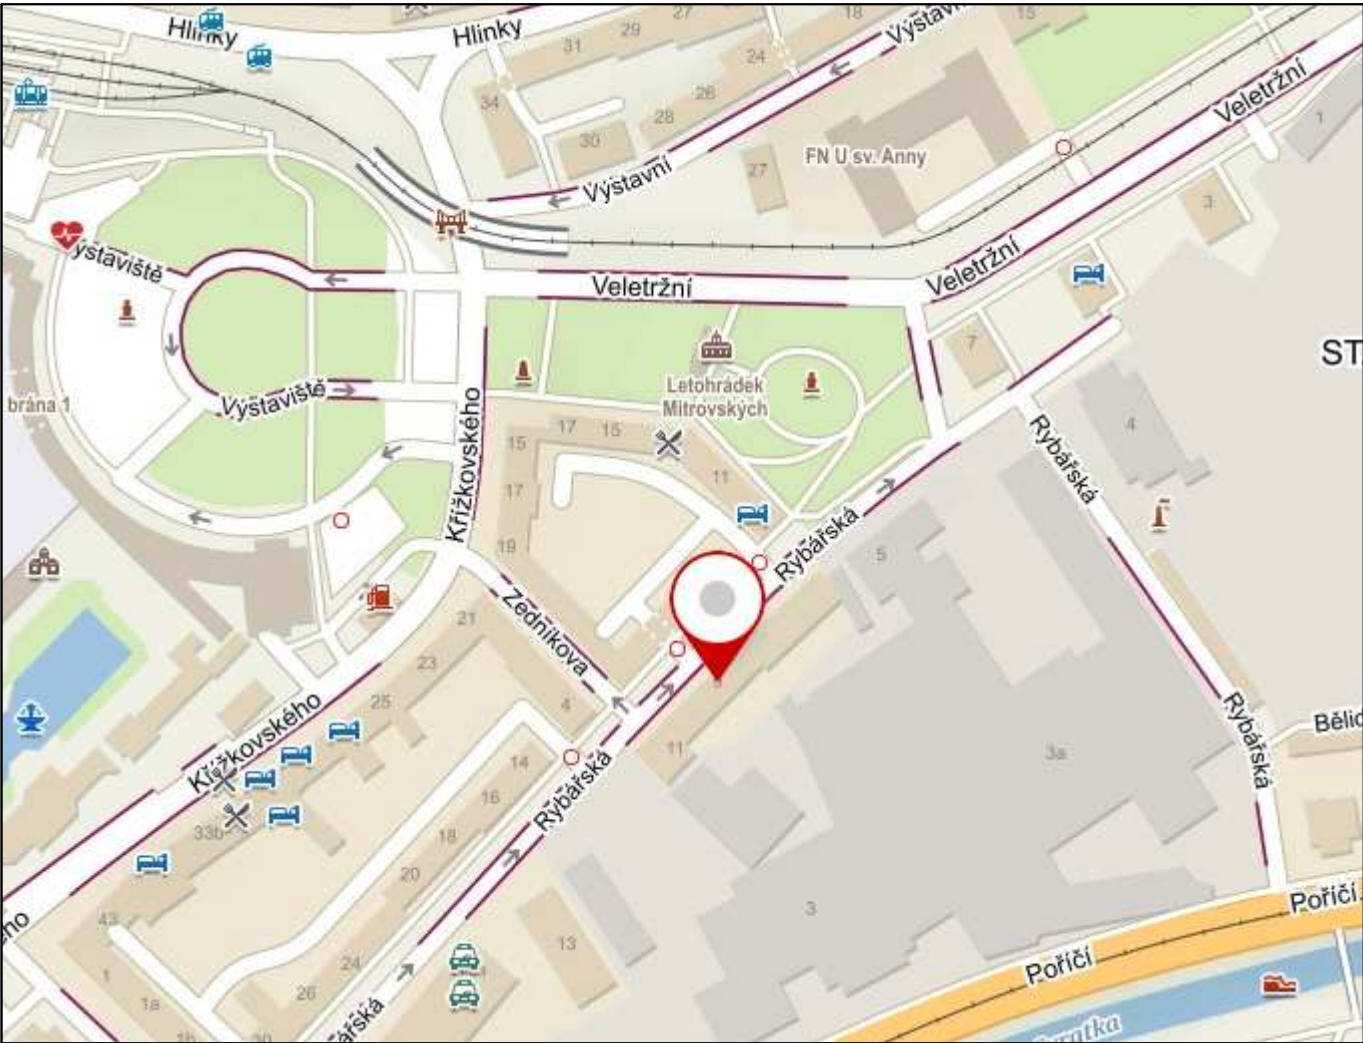 Hlinky
Hlinky
27
29
31
18
24
Výstavní
15
34
26
28
30
Výstavní
27
FN U sv. Anny
Veletržní
1
3
Výstaviště
Veletržní
Veletržní
7
ST
Letohrádek
Mitrovských
Výstaviště
brána 1
Křížkovského
15
17
15
11
17
19
Rybářská
4
Rybářská
5
21
Zedníkova
23
25
4
Křížkovského
11
14
16
18
20
Rybářská
3a
Rybářská
Bělid
33b
43
1
1a
1b
24
26
30
13
3
Poříčí
Poříčí